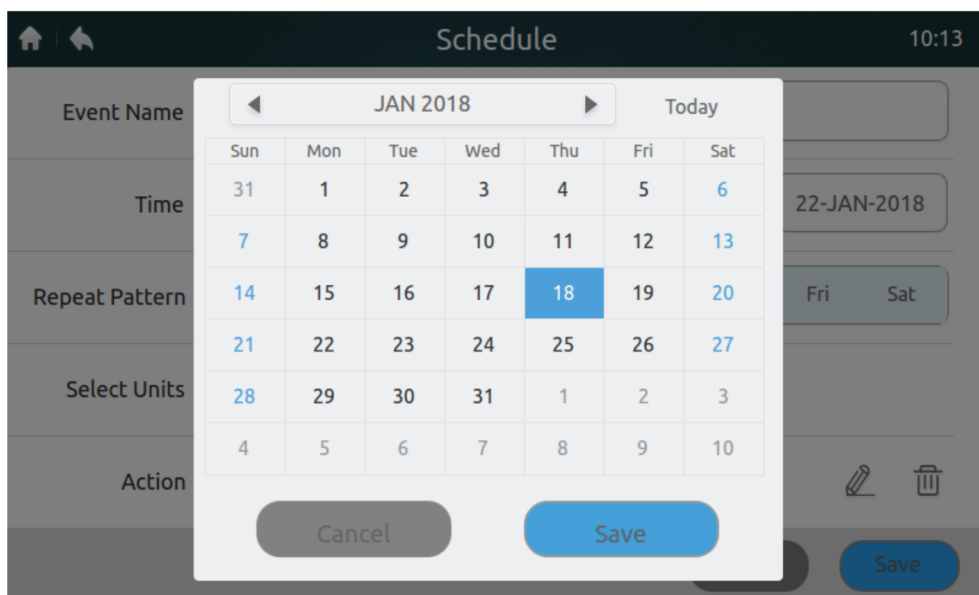 Schedule 10:13
Event Name
JAN 2018 Today
Sun Mon Tue Wed Thu Fri Sat
31 1 2 3 4 5 6
Time 22-JAN-2018
7 8 9 10 11 12 13
14 15 16 17 18 19 20
Repeat Pattern Fri Sat
21 22 23 24 25 26 27
Select Units
28 29 30 31 1 2 3
4 5 6 7 8 9 10
Action
Cancel Save
Save